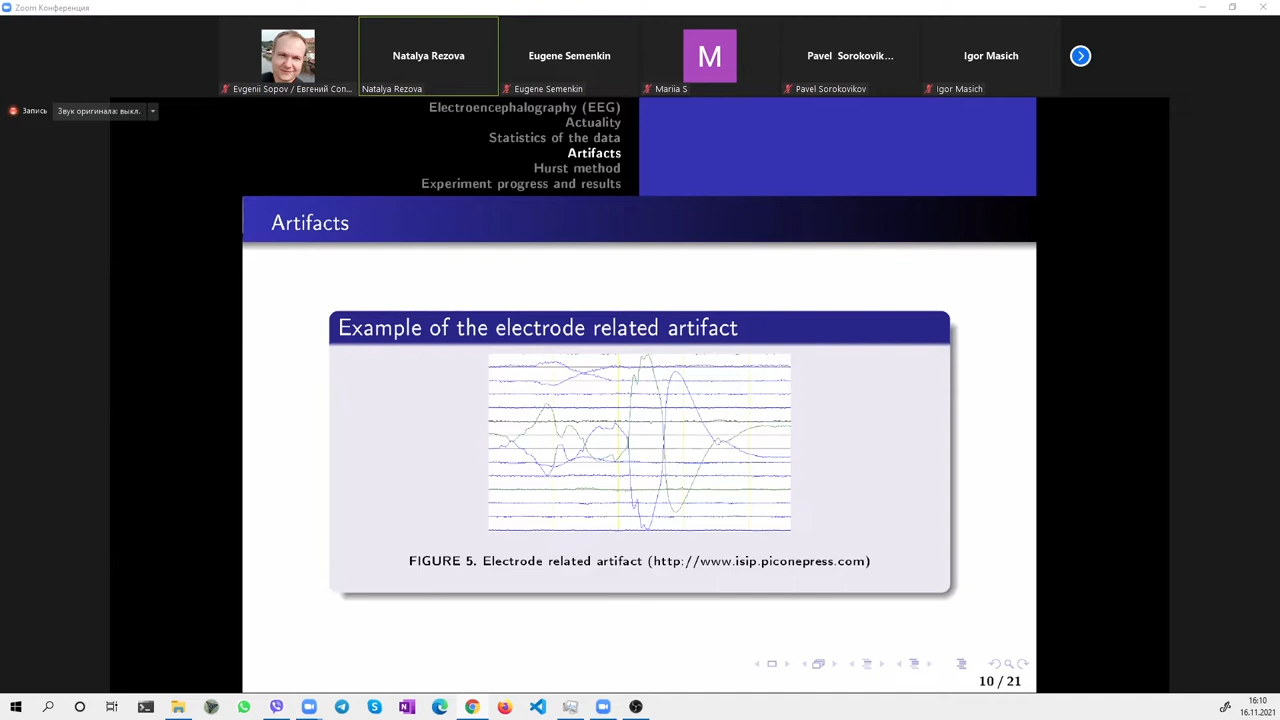 Zoom Конференция
Natalya Rezova
Eugene Semenkin
M
Pavel Sorokovik...
Igor Masich
Evgenii Sopov / Евгений Соп...
Natalya Rezova
Eugene Semenkin
Mariia S
Pavel Sorokovikov
Igor Masich
Запись
Звук оригинала: выкл.
Electroencephalography (EEG)
Actuality
Statistics of the data
Artifacts
Hurst method
Experiment progress and results
Artifacts
Example of the electrode related artifact
FIGURE 5. Electrode related artifact (http://www.isip.piconepress.com)
10 / 21
16:10
16.11.2021